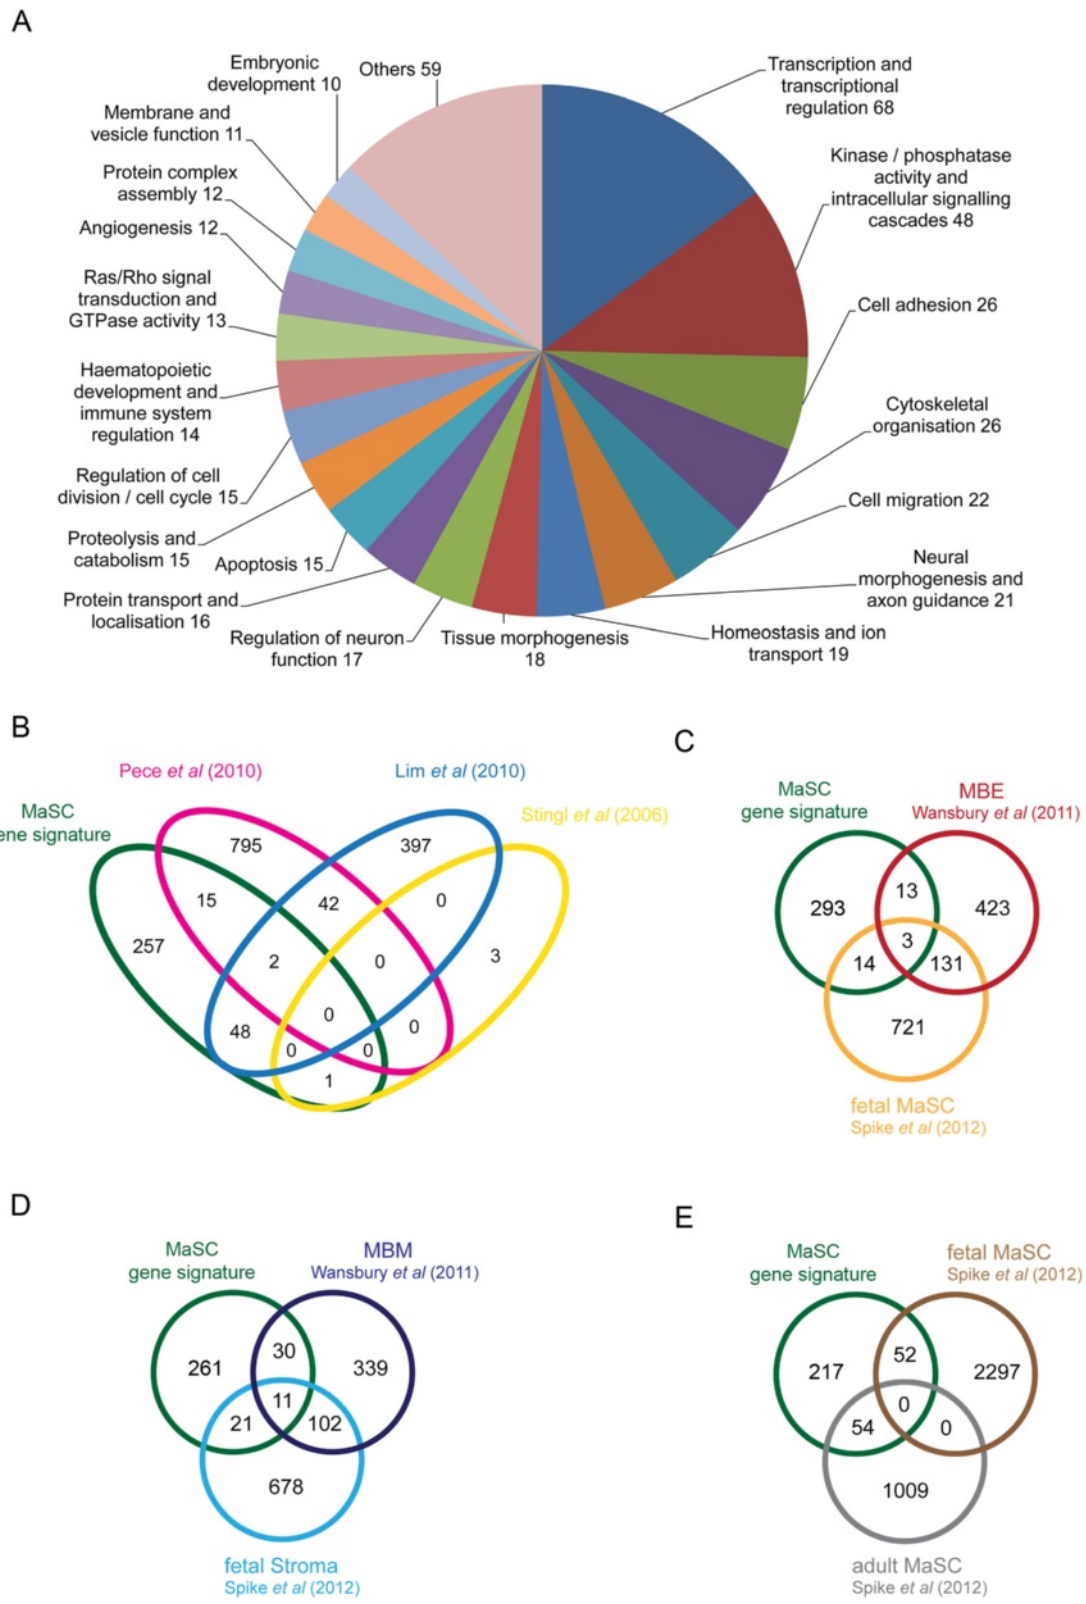 A
Embryonic
development 10
Others 59
Membrane and
vesicle function 11
Protein complex
assembly 12
Angiogenesis 12
Ras/Rho signal
transduction and
GTPase activity 13
Haematopoietic
development and
immune system
regulation 14
Regulation of cell
division / cell cycle 15
Proteolysis and
catabolism 15
Apoptosis 15
Protein transport and
localisation 16
Regulation of neuron
function 17
Tissue morphogenesis
18
Transcription and
transcriptional
regulation 68
Kinase / phosphatase
activity and
intracellular signalling
cascades 48
Cell adhesion 26
Cytoskeletal
organisation 26
Cell migration 22
Neural
morphogenesis and
axon guidance 21
Homeostasis and ion
transport 19
B
Pece et al (2010)
Lim et al (2010)
MaSC
ene signature
Stingl et al (2006)
795
397
15
42
0
257
2
0
3
48
0
0
0
0
1
C
MaSC
gene signature
MBE
Wansbury et al (2011)
13
293
423
3
14
131
721
fetal MaSC
Spike et al (2012)
D
MaSC
gene signature
MBM
Wansbury et al (2011)
30
261
339
11
21
102
678
fetal Stroma
Spike et al (2012)
E
MaSC
gene signature
fetal MaSC
Spike et al (2012)
52
217
2297
0
54
0
1009
adult MaSC
Spike et al (2012)